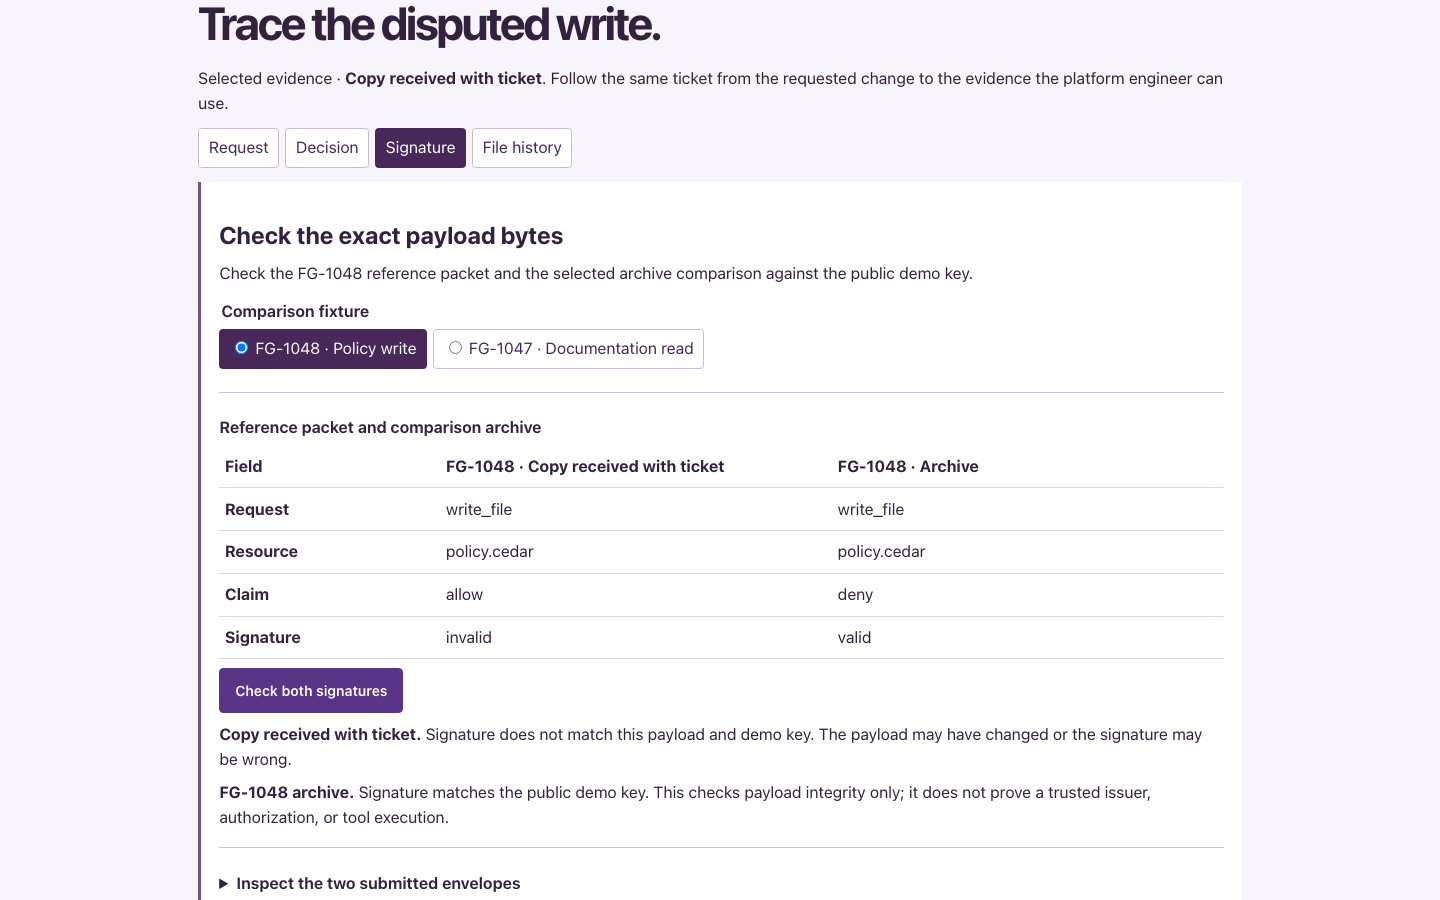 Trace the disputed write.
Selected evidence · Copy received with ticket. Follow the same ticket from the requested change to the evidence the platform engineer can
use.
Request Decision Signature File history
Check the exact payload bytes
Check the FG-1048 reference packet and the selected archive comparison against the public demo key.
Comparison fixture
FG-1048 · Policy write FG-1047 · Documentation read
Reference packet and comparison archive
Field FG-1048 · Copy received with ticket FG-1048 · Archive
Request write_file write_file
Resource policy.cedar policy.cedar
Claim allow deny
Signature invalid valid
Check both signatures
Copy received with ticket. Signature does not match this payload and demo key. The payload may have changed or the signature may
be wrong.
FG-1048 archive. Signature matches the public demo key. This checks payload integrity only; it does not prove a trusted issuer,
authorization, or tool execution.
Inspect the two submitted envelopes